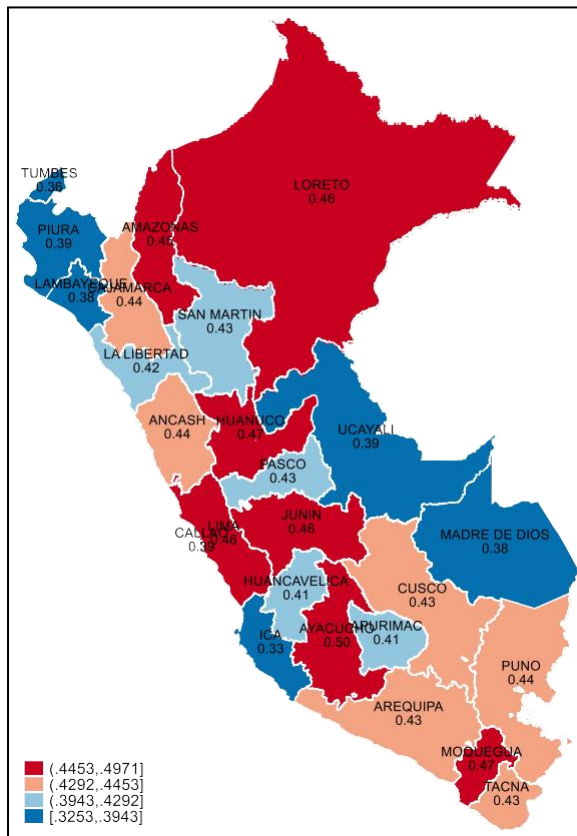 TUMBES
0.36
LORETO
0.46
PIURA
0.39
AMAZONAS
0.45
LAMBAYEQUE
0.38
CAJAMARCA
0.44
SAN MARTIN
0.43
LA LIBERTAD
0.42
ANCASH
0.44
HUANUCO
0.47
UCAYALI
0.39
PASCO
0.43
CALLAO
0.39
LIMA
0.46
JUNIN
0.46
MADRE DE DIOS
0.38
HUANCAVELICA
0.41
CUSCO
0.43
ICA
0.33
AYACUCHO
0.50
APURIMAC
0.41
PUNO
0.44
AREQUIPA
0.43
MOQUEGUA
0.47
TACNA
0.43
(.4453,.4971]
(.4292,.4453]
(.3943,.4292]
[.3253,.3943]